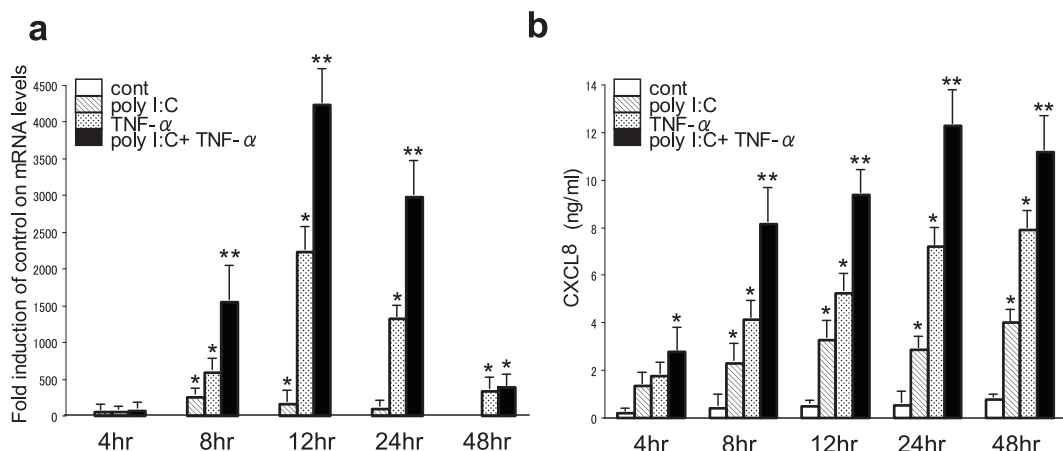 a
Fold induction of control on mRNA levels
4500
4000
3500
3000
2500
2000
1500
1000
500
0
cont
poly I:C
TNF-α
poly I:C+ TNF-α
* * **
* * **
* **
* *
4hr 8hr 12hr 24hr 48hr
b
CXCL8 (ng/ml)
14
12
10
8
6
4
2
0
cont
poly I:C
TNF-α
poly I:C+ TNF-α
*
* * **
* * **
* * **
* * **
4hr 8hr 12hr 24hr 48hr